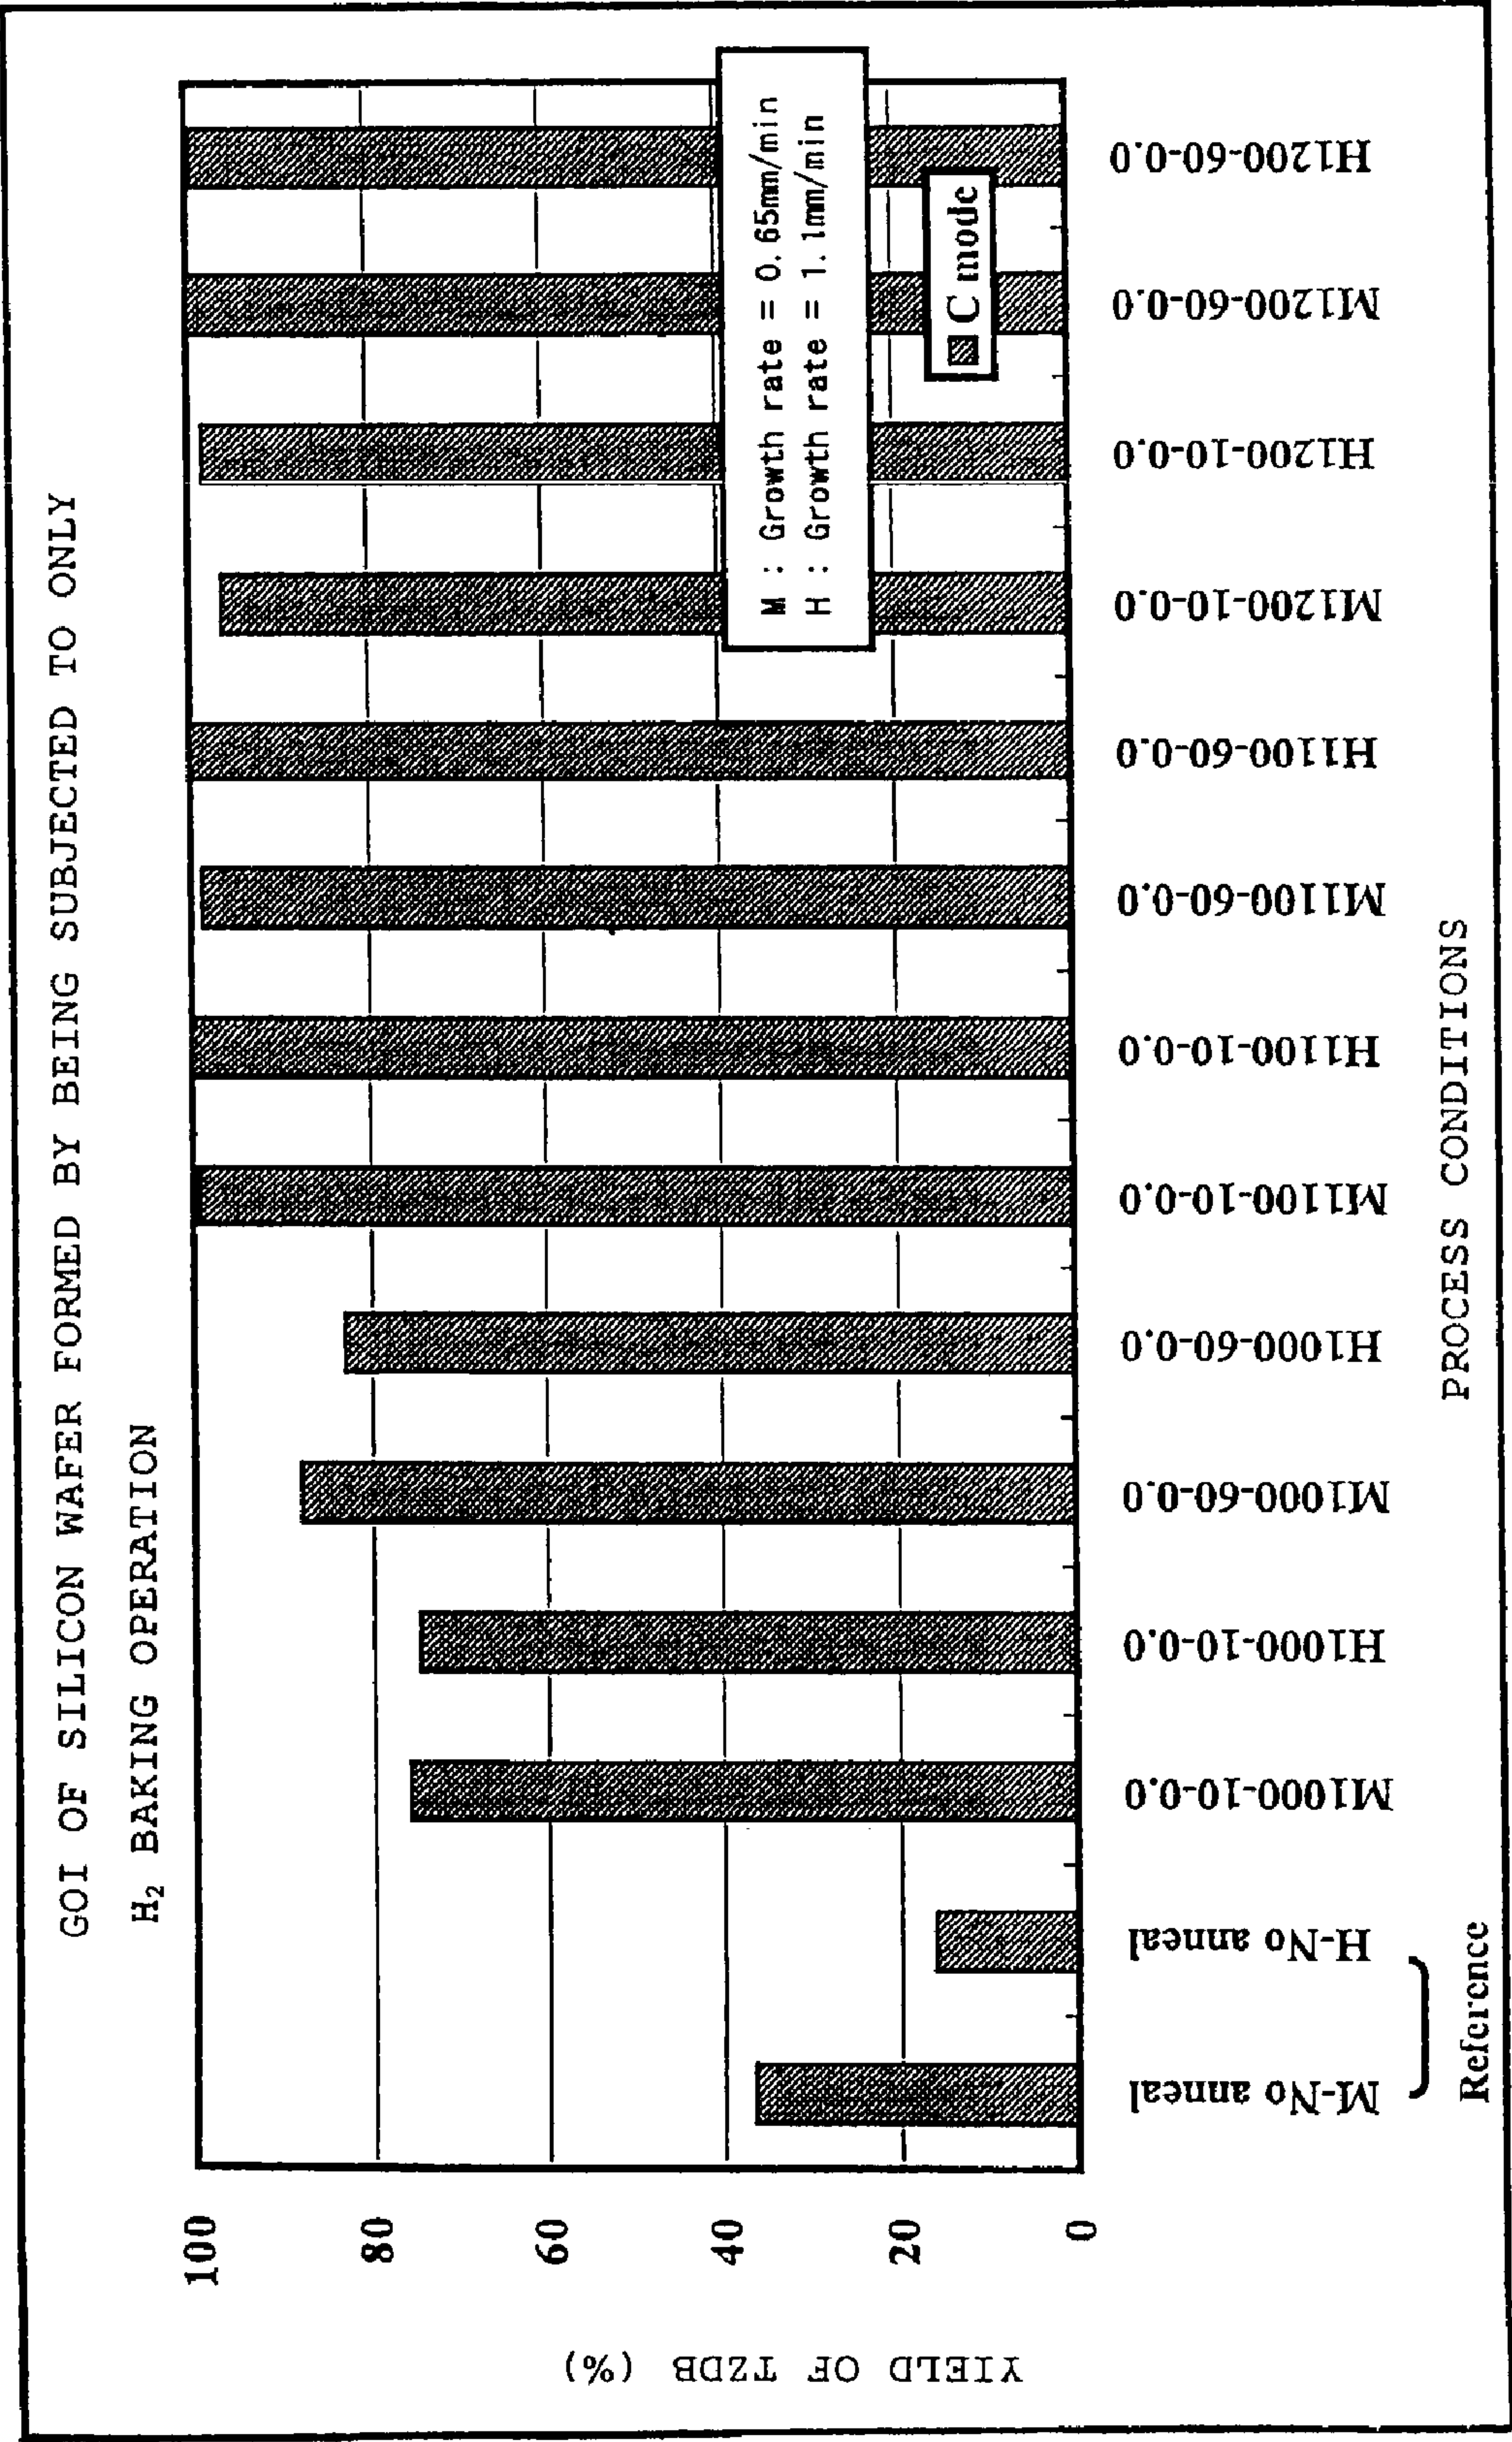 GOI OF SILICON WAFER FORMED BY BEING SUBJECTED TO ONLY
H₂ BAKING OPERATION
YIELD OF TZDB (%)
100
80
60
40
20
0
M : Growth rate = 0.65mm/min
H : Growth rate = 1.1mm/min
C mode
M-No anneal
H-No anneal
M1000-10-0.0
H1000-10-0.0
M1000-60-0.0
H1000-60-0.0
M1100-10-0.0
H1100-10-0.0
M1100-60-0.0
H1100-60-0.0
M1200-10-0.0
H1200-10-0.0
M1200-60-0.0
H1200-60-0.0
Reference
PROCESS CONDITIONS